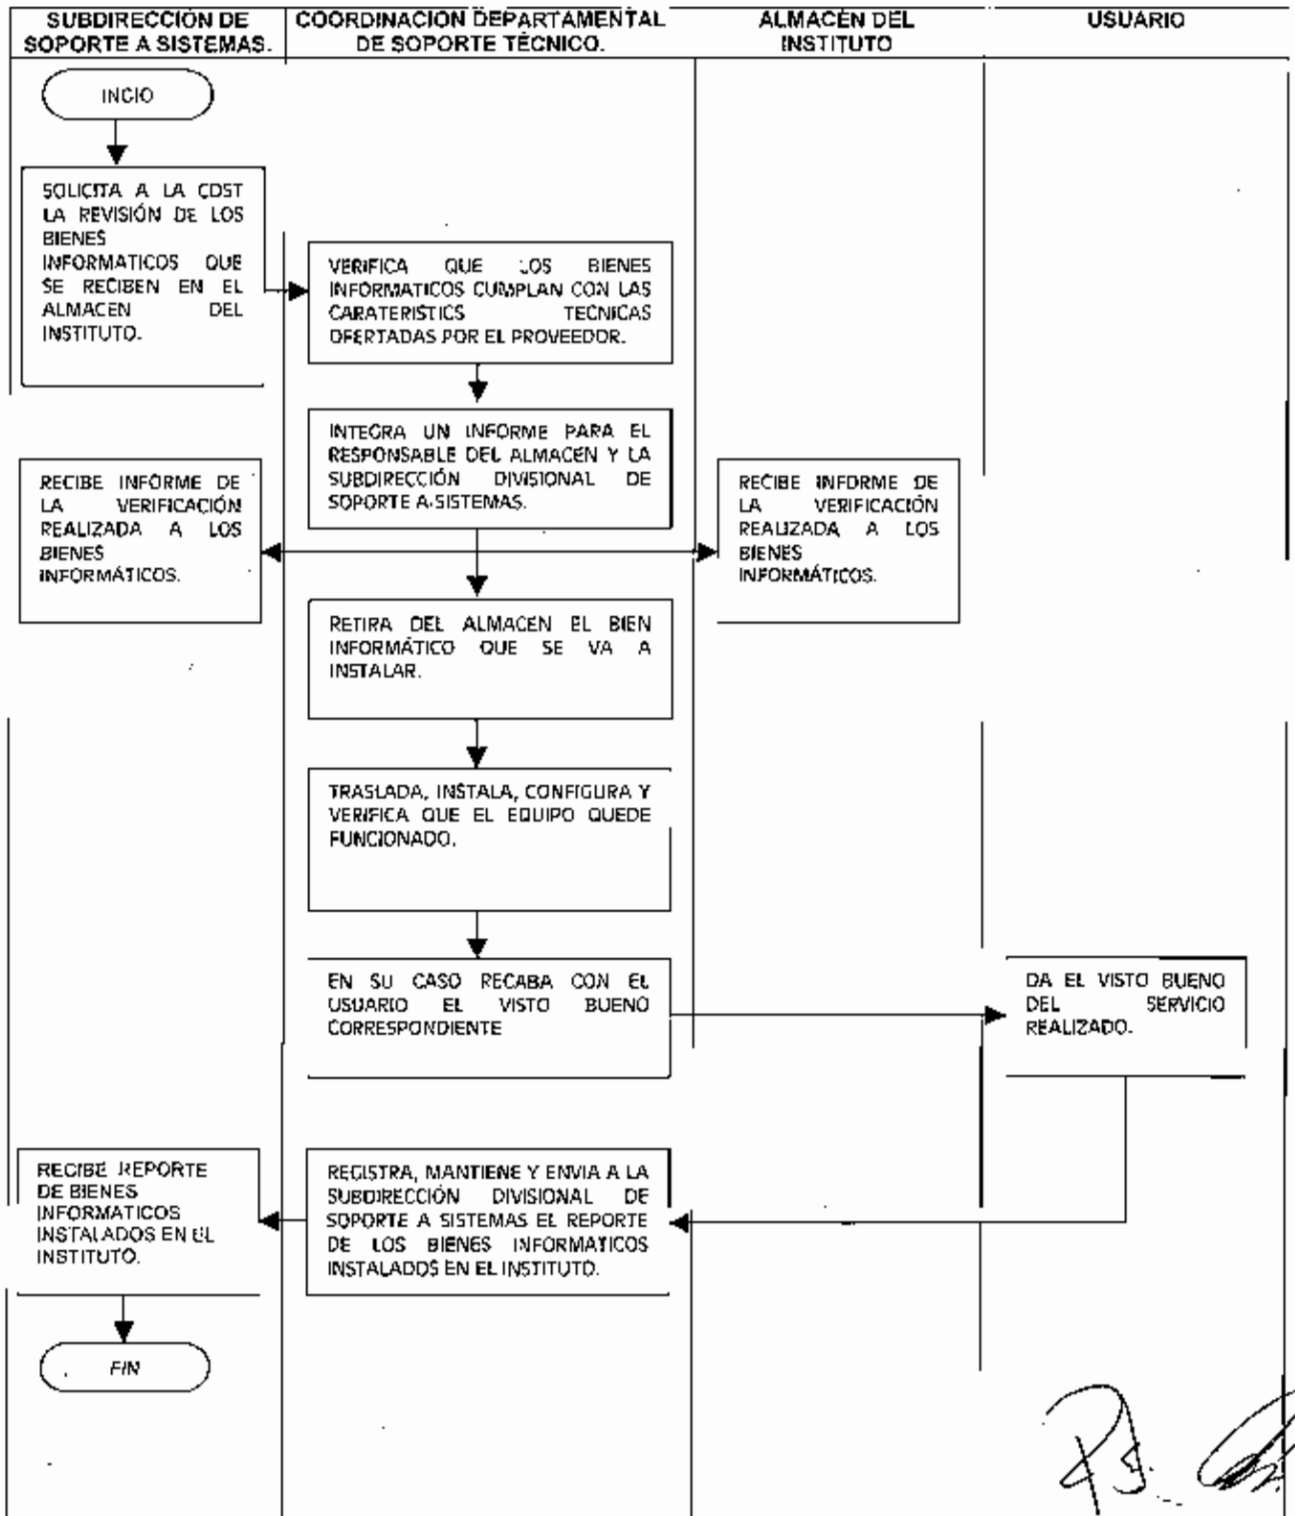 SUBDIRECCIÓN DE
SOPORTE A SISTEMAS.
COORDINACION DEPARTAMENTAL
DE SOPORTE TÉCNICO.
ALMACÉN DEL
INSTITUTO
USUARIO
INCIO
SOLICITA A LA CDST
LA REVISIÓN DE LOS
BIENES
INFORMATICOS QUE
SE RECIBEN EN EL
ALMACEN DEL
INSTITUTO.
VERIFICA QUE LOS BIENES
INFORMATICOS CUMPLAN CON LAS
CARATERISTICS TECNICAS
OFERTADAS POR EL PROVEEDOR.
INTEGRA UN INFORME PARA EL
RESPONSABLE DEL ALMACEN Y LA
SUBDIRECCIÓN DIVISIONAL DE
SOPORTE A SISTEMAS.
RECIBE INFORME DE
LA VERIFICACIÓN
REALIZADA A LOS
BIENES
INFORMÁTICOS.
RECIBE INFORME DE
LA VERIFICACIÓN
REALIZADA A LOS
BIENES
INFORMÁTICOS.
RETIRA DEL ALMACEN EL BIEN
INFORMÁTICO QUE SE VA A
INSTALAR.
TRASLADA, INSTALA, CONFIGURA Y
VERIFICA QUE EL EQUIPO QUEDE
FUNCIONADO.
EN SU CASO RECABA CON EL
USUARIO EL VISTO BUENO
CORRESPONDIENTE
DA EL VISTO BUENO
DEL SERVICIO
REALIZADO.
RECIBE REPORTE
DE BIENES
INFORMATICOS
INSTALADOS EN EL
INSTITUTO.
REGISTRA, MANTIENE Y ENVIA A LA
SUBDIRECCIÓN DIVISIONAL DE
SOPORTE A SISTEMAS EL REPORTE
DE LOS BIENES INFORMATICOS
INSTALADOS EN EL INSTITUTO.
FIN